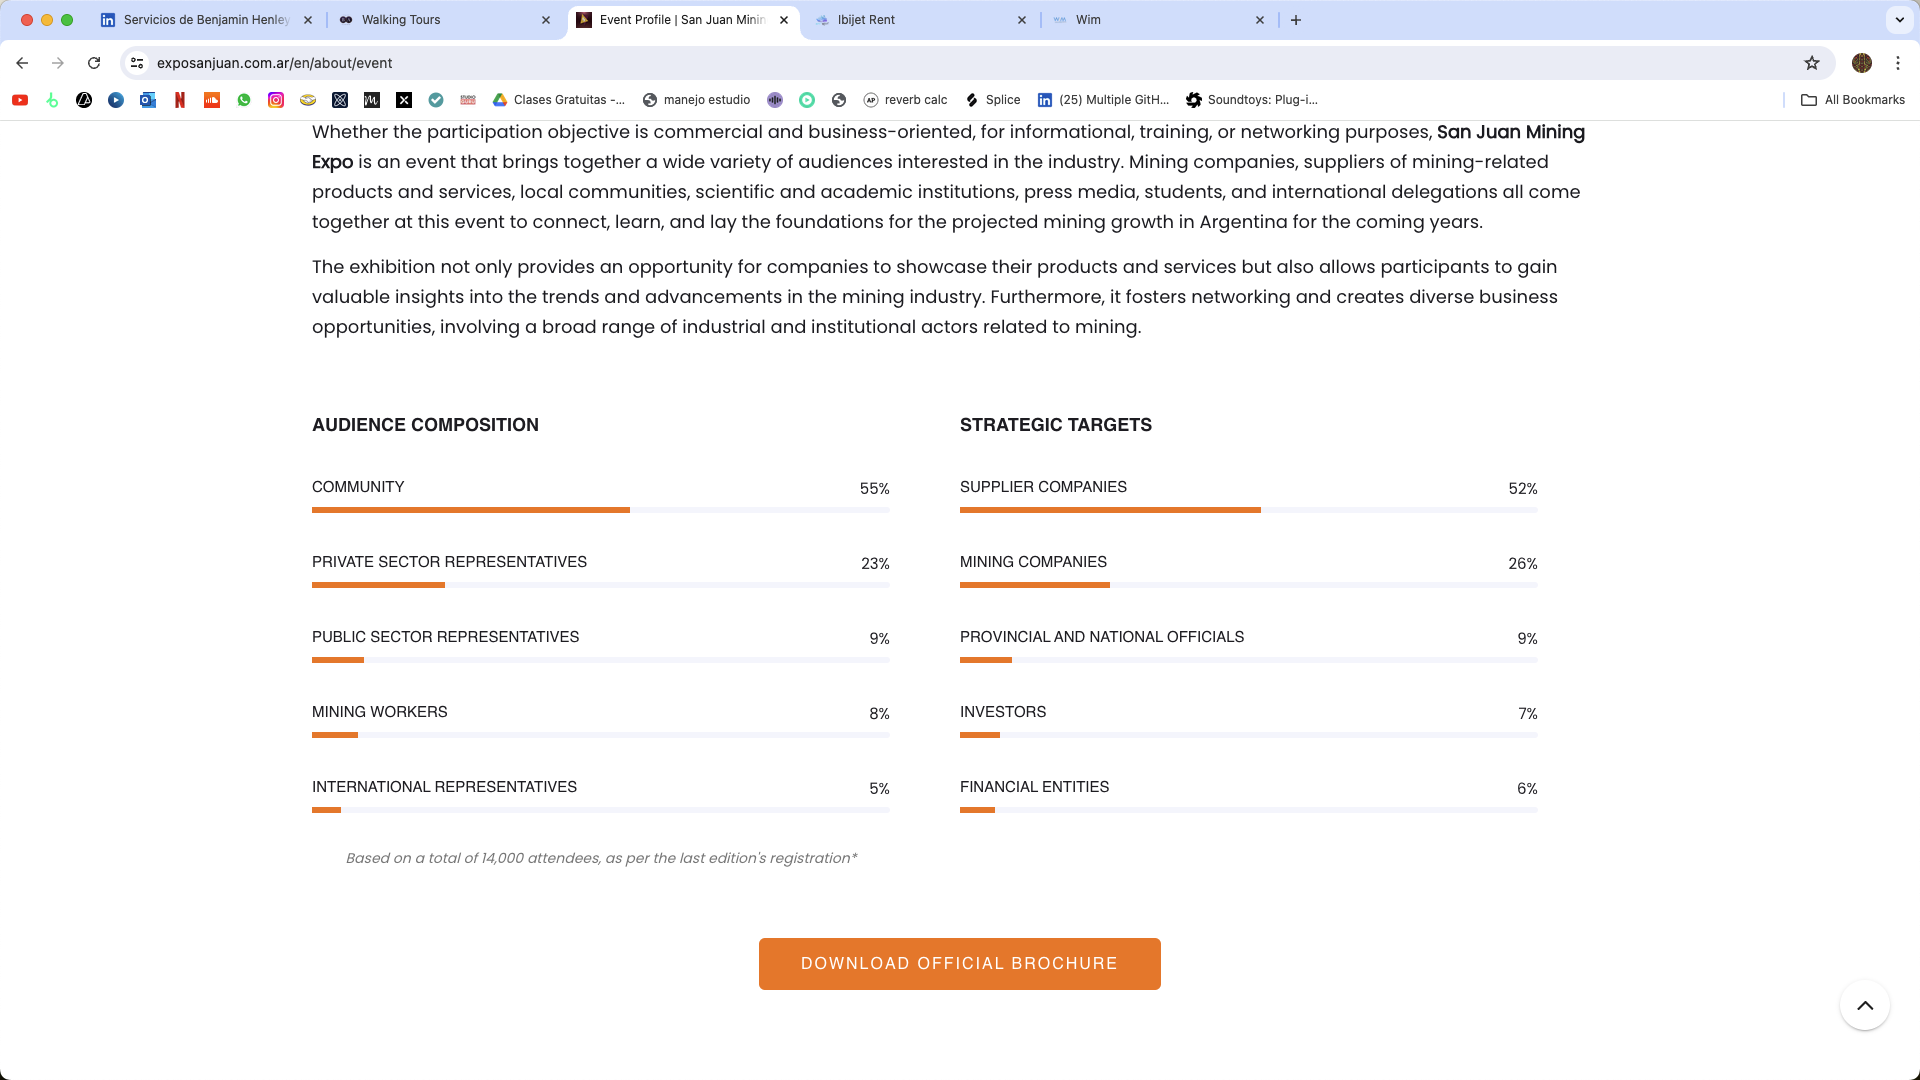 Servicios de Benjamin Henley
Walking Tours
Event Profile | San Juan Minin
Ibijet Rent
Wim
exposanjuan.com.ar/en/about/event
Clases Gratuitas -...
manejo estudio
reverb calc
Splice
(25) Multiple GitH...
Soundtoys: Plug-i...
All Bookmarks
Whether the participation objective is commercial and business-oriented, for informational, training, or networking purposes, San Juan Mining
Expo is an event that brings together a wide variety of audiences interested in the industry. Mining companies, suppliers of mining-related
products and services, local communities, scientific and academic institutions, press media, students, and international delegations all come
together at this event to connect, learn, and lay the foundations for the projected mining growth in Argentina for the coming years.
The exhibition not only provides an opportunity for companies to showcase their products and services but also allows participants to gain
valuable insights into the trends and advancements in the mining industry. Furthermore, it fosters networking and creates diverse business
opportunities, involving a broad range of industrial and institutional actors related to mining.
AUDIENCE COMPOSITION
COMMUNITY 55%
PRIVATE SECTOR REPRESENTATIVES 23%
PUBLIC SECTOR REPRESENTATIVES 9%
MINING WORKERS 8%
INTERNATIONAL REPRESENTATIVES 5%
Based on a total of 14,000 attendees, as per the last edition's registration*
STRATEGIC TARGETS
SUPPLIER COMPANIES 52%
MINING COMPANIES 26%
PROVINCIAL AND NATIONAL OFFICIALS 9%
INVESTORS 7%
FINANCIAL ENTITIES 6%
DOWNLOAD OFFICIAL BROCHURE